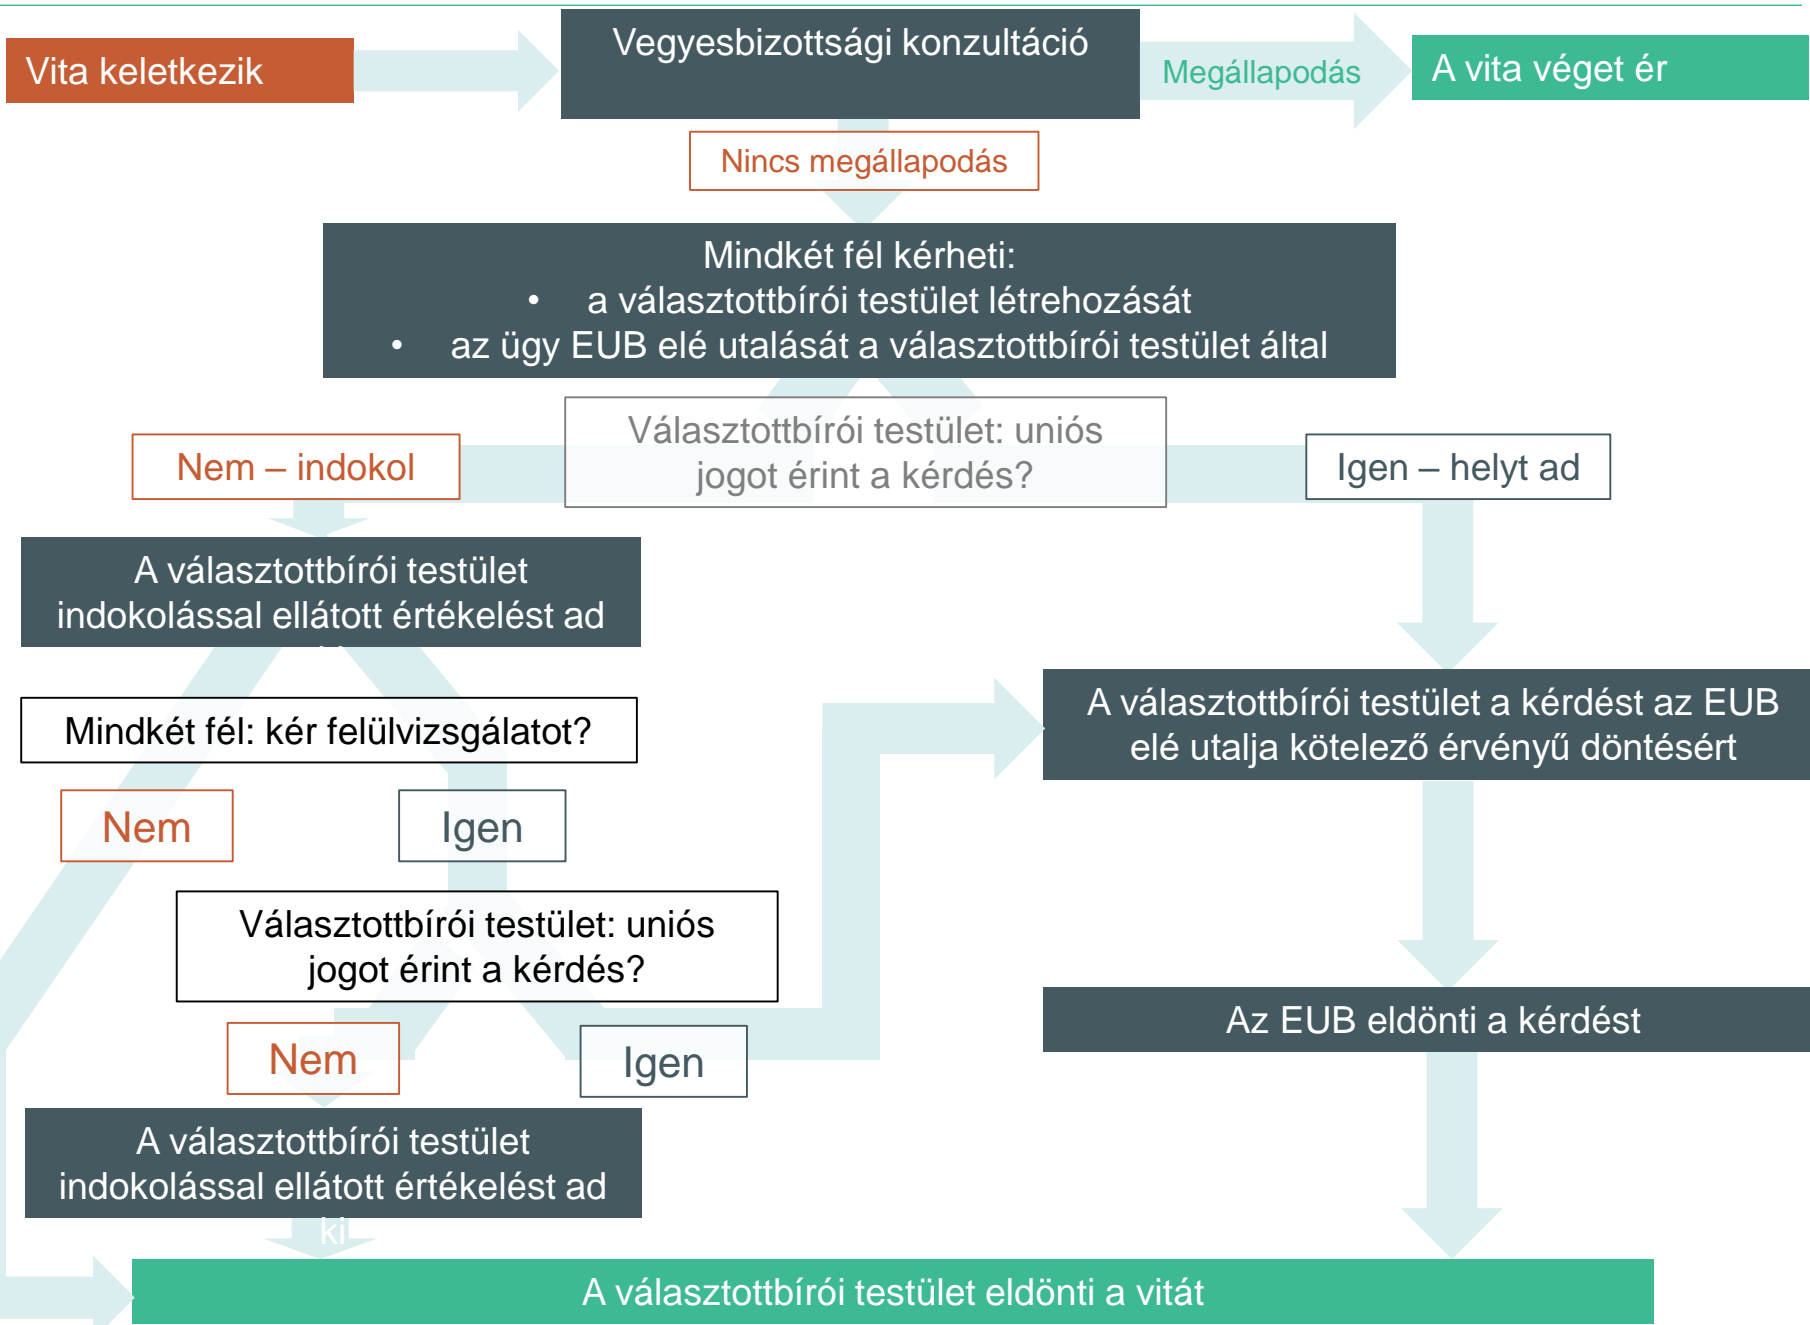 Vita keletkezik
Vegyesbizottsági konzultáció
Megállapodás
A vita véget ér
Nincs megállapodás
Mindkét fél kérheti:
• a választottbírói testület létrehozását
• az ügy EUB elé utalását a választottbírói testület által
Választottbírói testület: uniós
jogot érint a kérdés?
Nem – indokol
Igen – helyt ad
A választottbírói testület
indokolással ellátott értékelést ad
Mindkét fél: kér felülvizsgálatot?
A választottbírói testület a kérdést az EUB
elé utalja kötelező érvényű döntésért
Nem
Igen
Választottbírói testület: uniós
jogot érint a kérdés?
Az EUB eldönti a kérdést
Nem
Igen
A választottbírói testület
indokolással ellátott értékelést ad
ki
A választottbírói testület eldönti a vitát